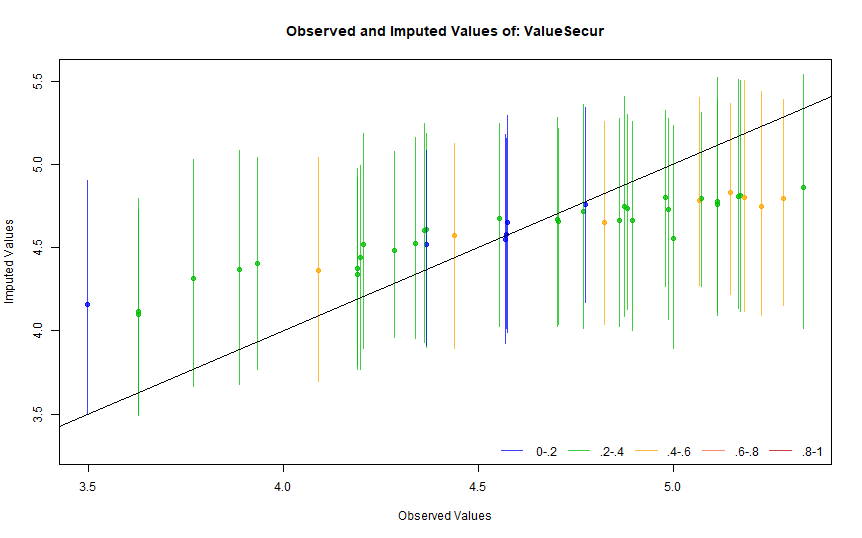 Observed and Imputed Values of: ValueSecur
5.5
5.0
4.5
4.0
3.5
Imputed Values
0-.2 .2-.4 .4-.6 .6-.8 .8-1
3.5 4.0 4.5 5.0
Observed Values